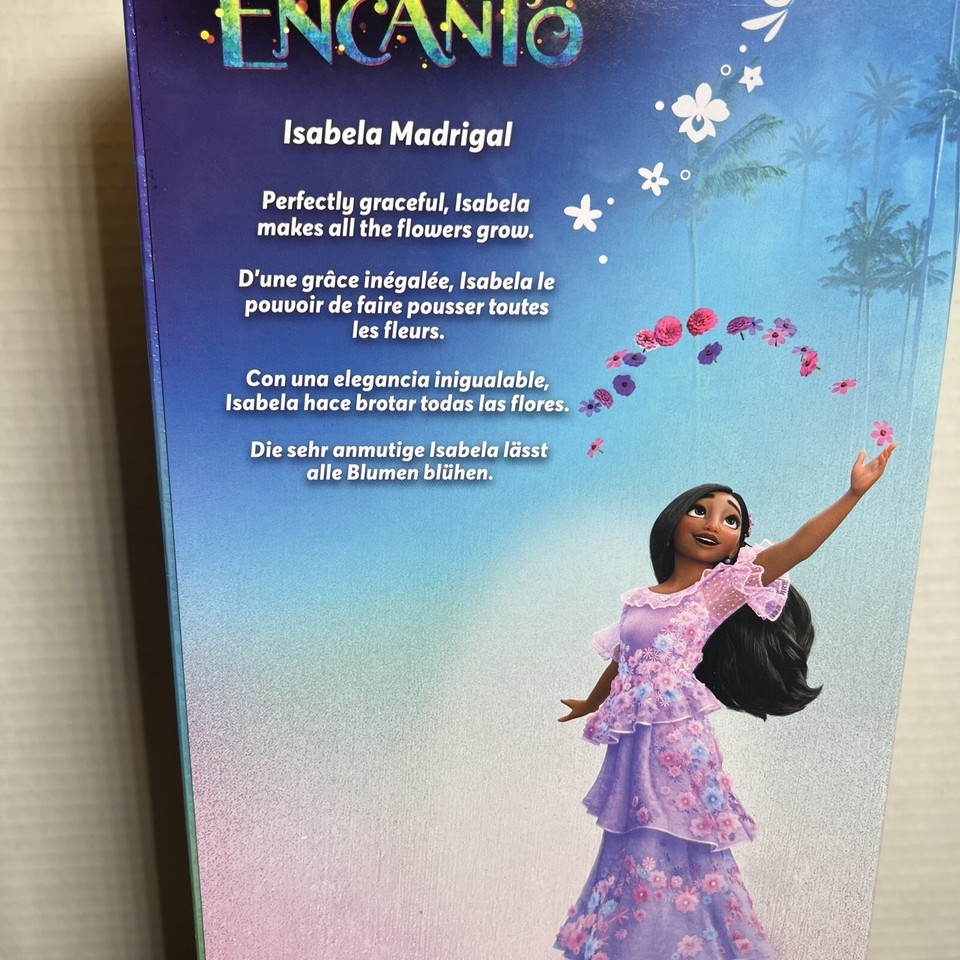 ENCANTO
Isabela Madrigal
Perfectly graceful, Isabela
makes all the flowers grow.
D'une grâce inégalée, Isabela le
pouvoir de faire pousser toutes
les fleurs.
Con una elegancia inigualable,
Isabela hace brotar todas las flores.
Die sehr anmutige Isabela lässt
alle Blumen blühen.